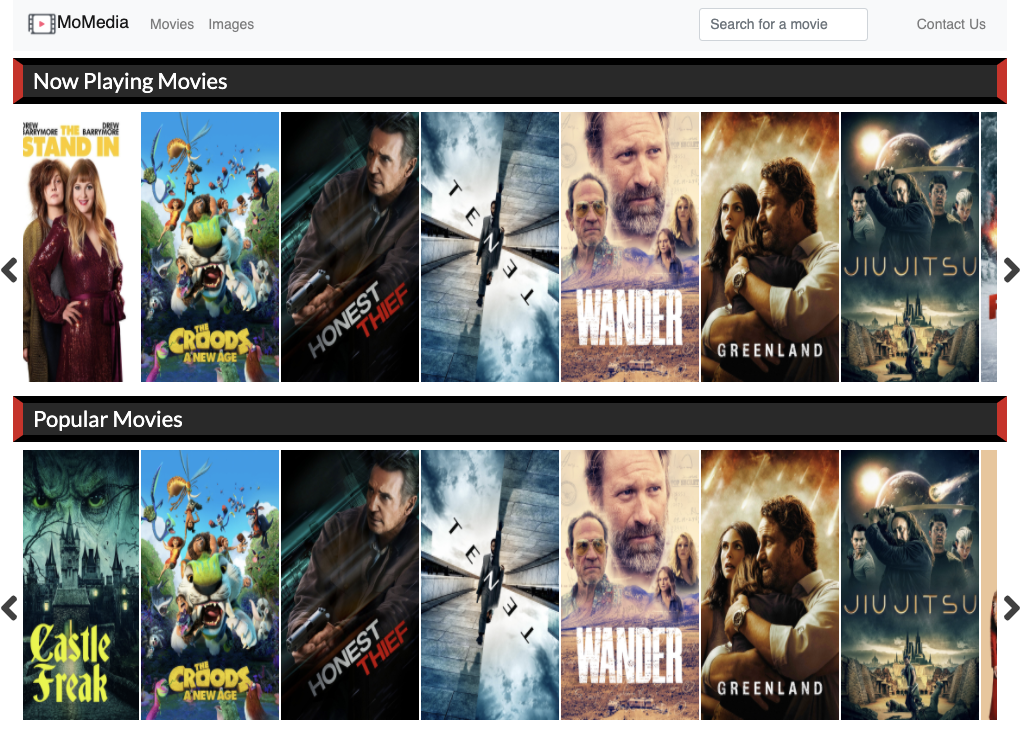 MoMedia Movies Images Search for a movie Contact Us
Now Playing Movies
DREW BARRYMORE THE DREW BARRYMORE
STAND IN
THE
CROODS
A NEW AGE
HONEST
THIEF
TENET
WANDER
GREENLAND
JIU JITSU
Popular Movies
Castle
Freak
THE
CROODS
A NEW AGE
HONEST
THIEF
TENET
WANDER
GREENLAND
JIU JITSU